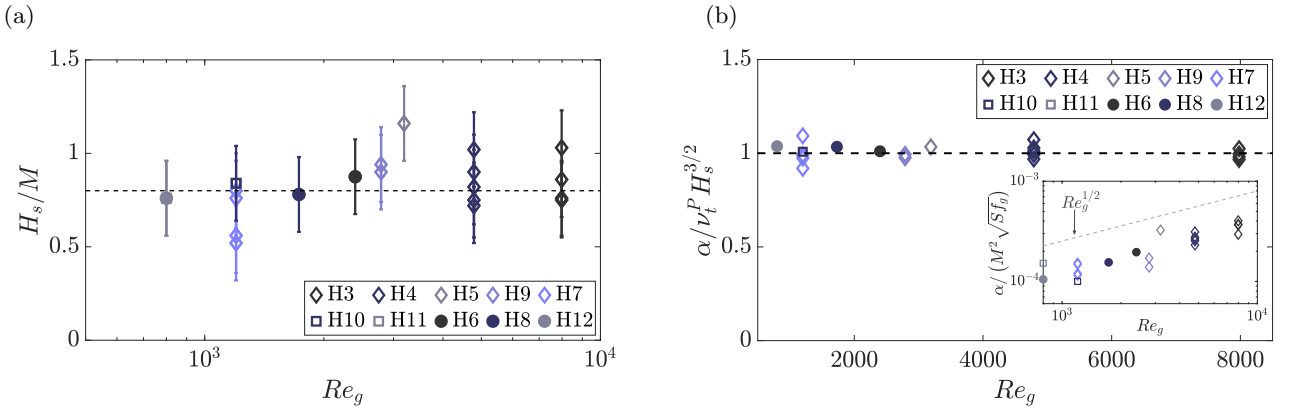 (a)
1.5
1
0.5
0
H_s/M
10^3
10^4
Re_g
H3 H4 H5 H9 H7
H10 H11 H6 H8 H12
(b)
1.5
1
0.5
0
α/ν_t^P H_s^{3/2}
2000 4000 6000 8000
Re_g
H3 H4 H5 H9 H7
H10 H11 H6 H8 H12
10^{-3}
Re_g^{1/2}
α/(M^2 √Sf_g)
10^{-4}
10^3 10^4
Re_g